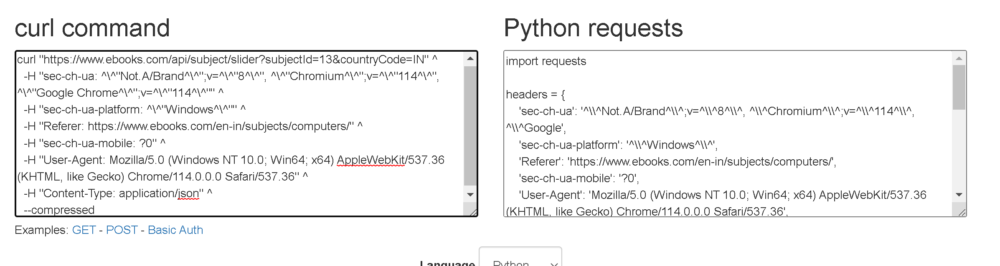 curl command
curl "https://www.ebooks.com/api/subject/slider?subjectId=13&countryCode=IN" ^
-H "sec-ch-ua: ^\^"Not.A/Brand^\^";v=^\^"8^\^", ^\^"Chromium^\^";v=^\^"114^\^",
^\^"Google Chrome^\^";v=^\^"114^\^"" ^
-H "sec-ch-ua-platform: ^\^"Windows^\^"" ^
-H "Referer: https://www.ebooks.com/en-in/subjects/computers/" ^
-H "sec-ch-ua-mobile: ?0" ^
-H "User-Agent: Mozilla/5.0 (Windows NT 10.0; Win64; x64) AppleWebKit/537.36
(KHTML, like Gecko) Chrome/114.0.0.0 Safari/537.36" ^
-H "Content-Type: application/json" ^
--compressed
Examples: GET - POST - Basic Auth
Python requests
import requests
headers = {
'sec-ch-ua': '^\\^Not.A/Brand^\\^;v=^\\^8^\\^, ^\\^Chromium^\\^;v=^\\^114^\\^,
^\\^Google',
'sec-ch-ua-platform': '^\\^Windows^\\^',
'Referer': 'https://www.ebooks.com/en-in/subjects/computers/',
'sec-ch-ua-mobile': '?0',
'User-Agent': 'Mozilla/5.0 (Windows NT 10.0; Win64; x64) AppleWebKit/537.36
(KHTML, like Gecko) Chrome/114.0.0.0 Safari/537.36',
Language Python